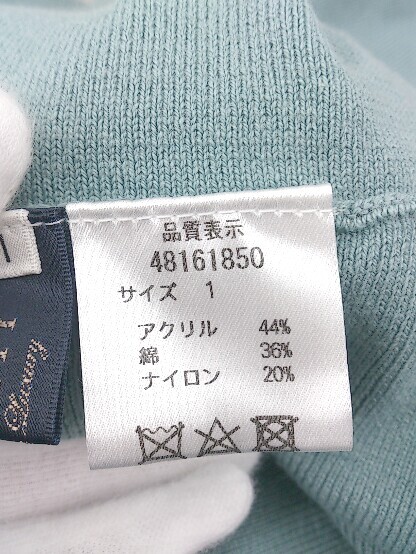 品質表示
48161850
サイズ 1
アクリル 44%
綿 36%
ナイロン 20%